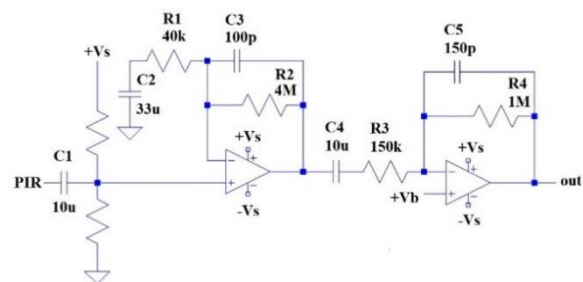 R1
40k
C3
100p
C5
150p
+Vs
C2
33u
R2
4M
R4
1M
+Vs
C4
10u
R3
150k
+Vs
C1
PIR
10u
-
+
+
-
-Vs
-
+
+
-
+Vb
-Vs
out